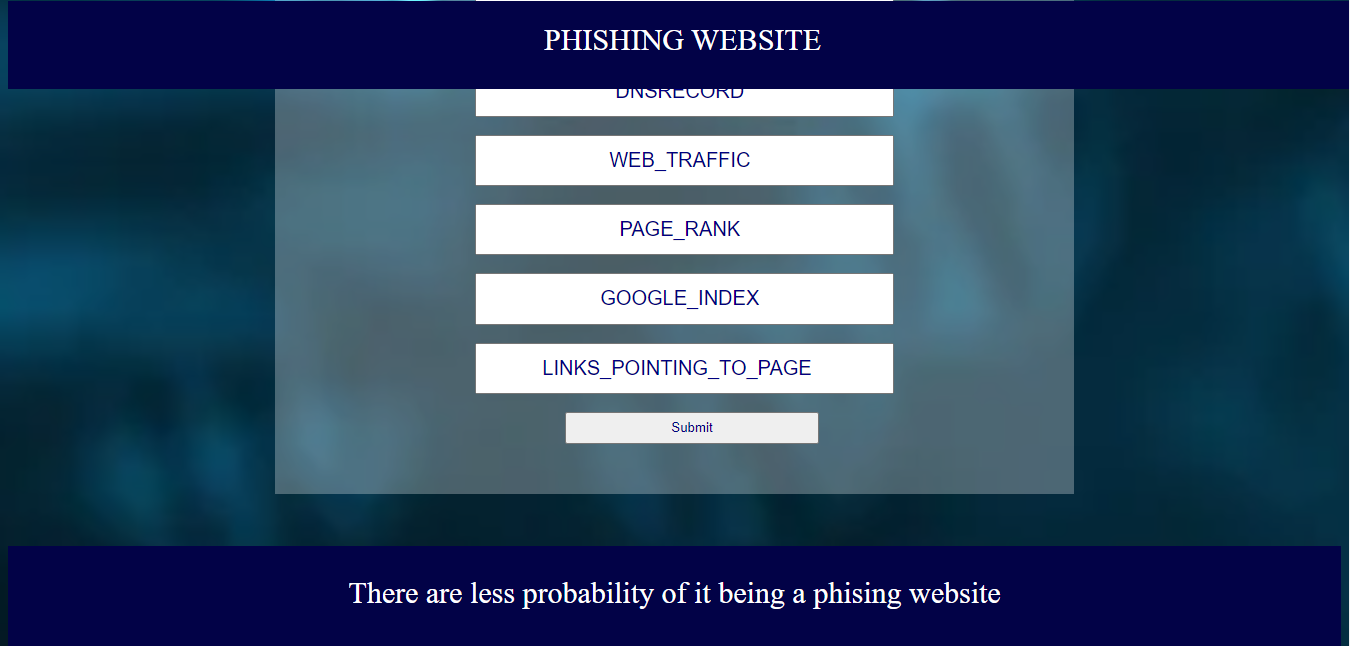 PHISHING WEBSITE
DNSRECORD
WEB_TRAFFIC
PAGE_RANK
GOOGLE_INDEX
LINKS_POINTING_TO_PAGE
Submit
There are less probability of it being a phising website